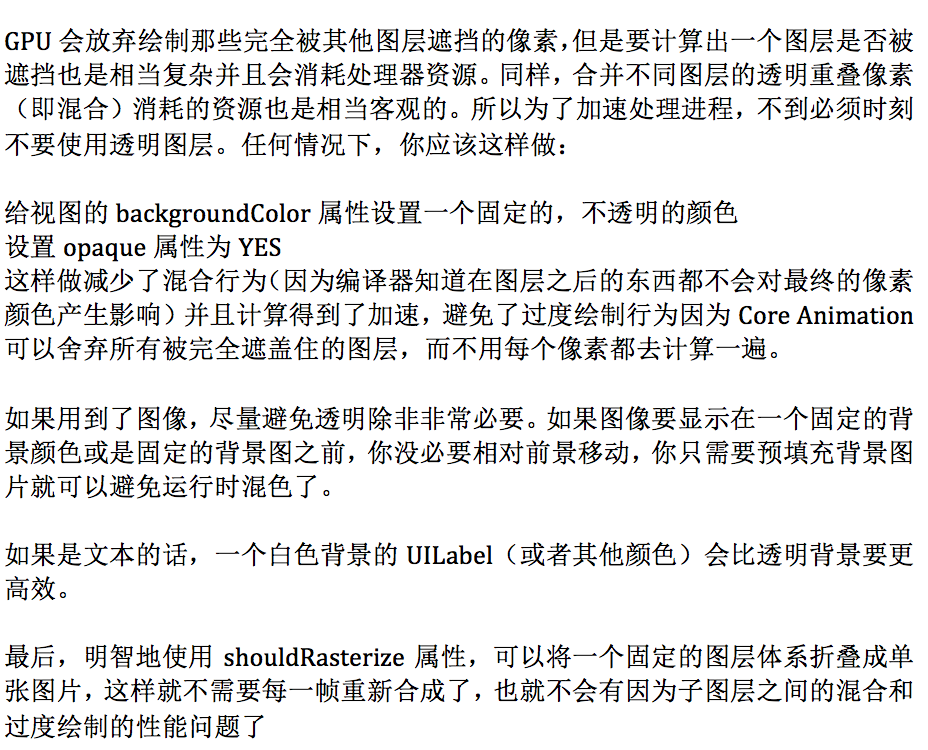 GPU 会放弃绘制那些完全被其他图层遮挡的像素，但是要计算出一个图层是否被
遮挡也是相当复杂并且会消耗处理器资源。同样，合并不同图层的透明重叠像素
（即混合）消耗的资源也是相当客观的。所以为了加速处理进程，不到必须时刻
不要使用透明图层。任何情况下，你应该这样做：
给视图的 backgroundColor 属性设置一个固定的，不透明的颜色
设置 opaque 属性为 YES
这样做减少了混合行为（因为编译器知道在图层之后的东西都不会对最终的像素
颜色产生影响）并且计算得到了加速，避免了过度绘制行为因为 Core Animation
可以舍弃所有被完全遮盖住的图层，而不用每个像素都去计算一遍。
如果用到了图像，尽量避免透明除非非常必要。如果图像要显示在一个固定的背
景颜色或是固定的背景图之前，你没必要相对前景移动，你只需要预填充背景图
片就可以避免运行时混色了。
如果是文本的话，一个白色背景的 UILabel（或者其他颜色）会比透明背景要更
高效。
最后，明智地使用 shouldRasterize 属性，可以将一个固定的图层体系折叠成单
张图片，这样就不需要每一帧重新合成了，也就不会有因为子图层之间的混合和
过度绘制的性能问题了